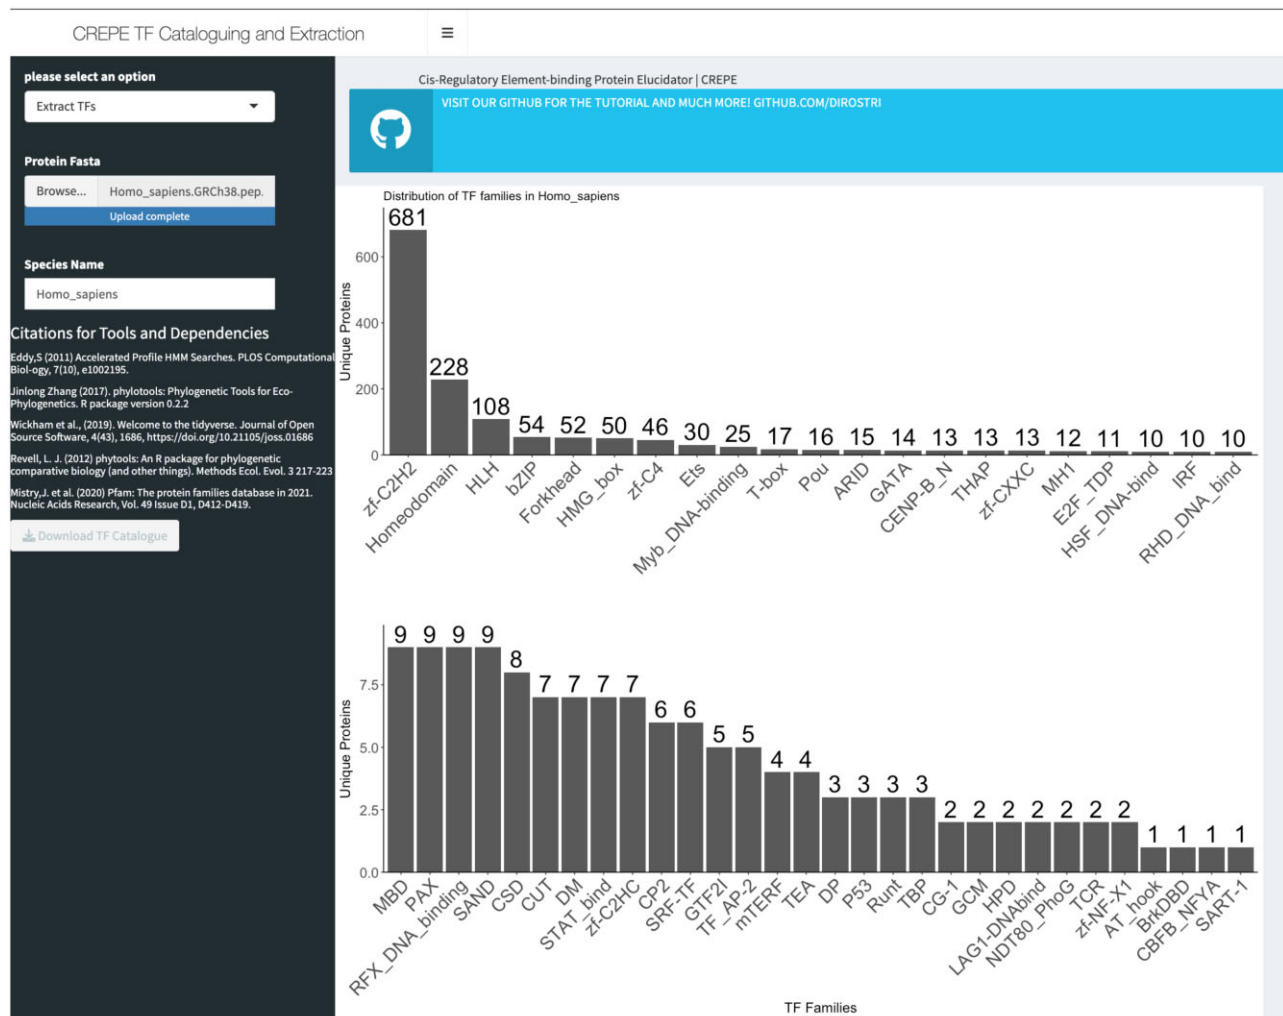 CREPE TF Cataloguing and Extraction
please select an option
Extract TFs
Protein Fasta
Browse... Homo_sapiens.GRCh38.pep.
Upload complete
Species Name
Homo_sapiens
Citations for Tools and Dependencies
Eddy,S (2011) Accelerated Profile HMM Searches. PLOS Computational
Biol-ogy, 7(10), e1002195.
Jinlong Zhang (2017). phylotools: Phylogenetic Tools for Eco-
Phylogenetics. R package version 0.2.2
Wickham et al., (2019). Welcome to the tidyverse. Journal of Open
Source Software, 4(43), 1686, https://doi.org/10.21105/joss.01686
Revell, L. J. (2012) phytools: An R package for phylogenetic
comparative biology (and other things). Methods Ecol. Evol. 3 217-223
Mistry,J. et al. (2020) Pfam: The protein families database in 2021.
Nucleic Acids Research, Vol. 49 Issue D1, D412-D419.
Download TF Catalogue
Cis-Regulatory Element-binding Protein Elucidator | CREPE
VISIT OUR GITHUB FOR THE TUTORIAL AND MUCH MORE! GITHUB.COM/DIROSTRI
Distribution of TF families in Homo_sapiens
681 228 108 54 52 50 46 30 25 17 16 15 14 13 13 13 12 11 10 10 10
Unique Proteins
600
400
200
0
zf-C2H2
Homeodomain
HLH
bZIP
Forkhead
HMG_box
zf-C4
Ets
Myb_DNA-binding
T-box
Pou
ARID
GATA
CENP-B_N
THAP
zf-CXXC
MH1
E2F_TDP
HSF_DNA-bind
IRF
RHD_DNA_bind
9 9 9 9 8 7 7 7 7 6 6 5 5 4 4 3 3 3 3 2 2 2 2 2 2 2 1 1 1 1
Unique Proteins
7.5
5.0
2.5
0.0
MBD
PAX
RFX_DNA_binding
SAND
CSD
CUT
DM
STAT_bind
zf-C2HC
CP2
SRF-TF
GTF2I
TF_AP-2
mTERF
TEA
DP
P53
Runt
TBP
CG-1
GCM
HPD
LAG1-DNAbind
NDT80_PhoG
TCR
zf-NF-X1
AT_hook
BrkDBD
CBFB_NFYA
SART-1
TF Families